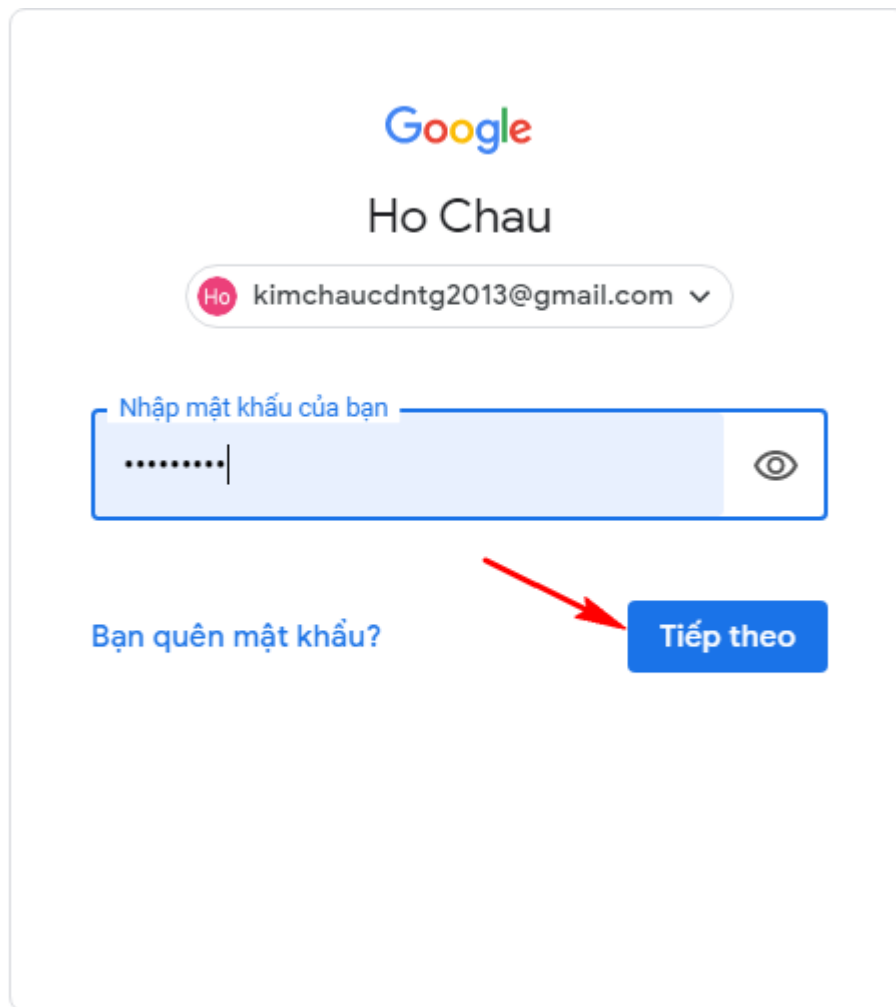 Google
Ho Chau
Ho kimchaucdntg2013@gmail.com
Nhập mật khẩu của bạn
•••••••••
Bạn quên mật khẩu? Tiếp theo